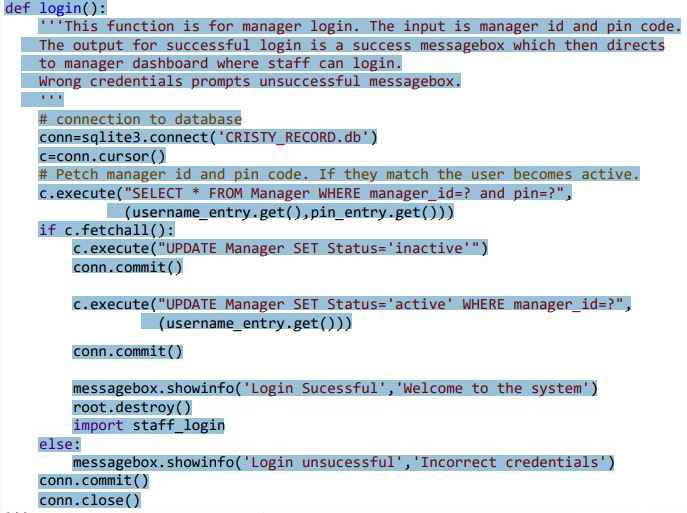 def login():
'''This function is for manager login. The input is manager id and pin code.
The output for successful login is a success messagebox which then directs
to manager dashboard where staff can login.
Wrong credentials prompts unsuccessful messagebox.
'''
# connection to database
conn=sqlite3.connect('CRISTY_RECORD.db')
c=conn.cursor()
# Petch manager id and pin code. If they match the user becomes active.
c.execute("SELECT * FROM Manager WHERE manager_id=? and pin=?",
(username_entry.get(),pin_entry.get()))
if c.fetchall():
c.execute("UPDATE Manager SET Status='inactive'")
conn.commit()
c.execute("UPDATE Manager SET Status='active' WHERE manager_id=?",
(username_entry.get()))
conn.commit()
messagebox.showinfo('Login Sucessful','Welcome to the system')
root.destroy()
import staff_login
else:
messagebox.showinfo('Login unsucessful','Incorrect credentials')
conn.commit()
conn.close()